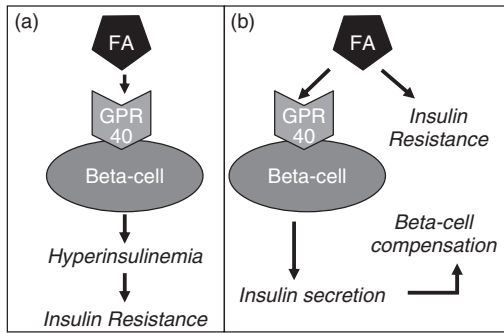 (a)
FA
GPR
40
Beta-cell
Hyperinsulinemia
Insulin Resistance
(b)
FA
GPR
40
Insulin
Resistance
Beta-cell
Beta-cell
compensation
Insulin secretion